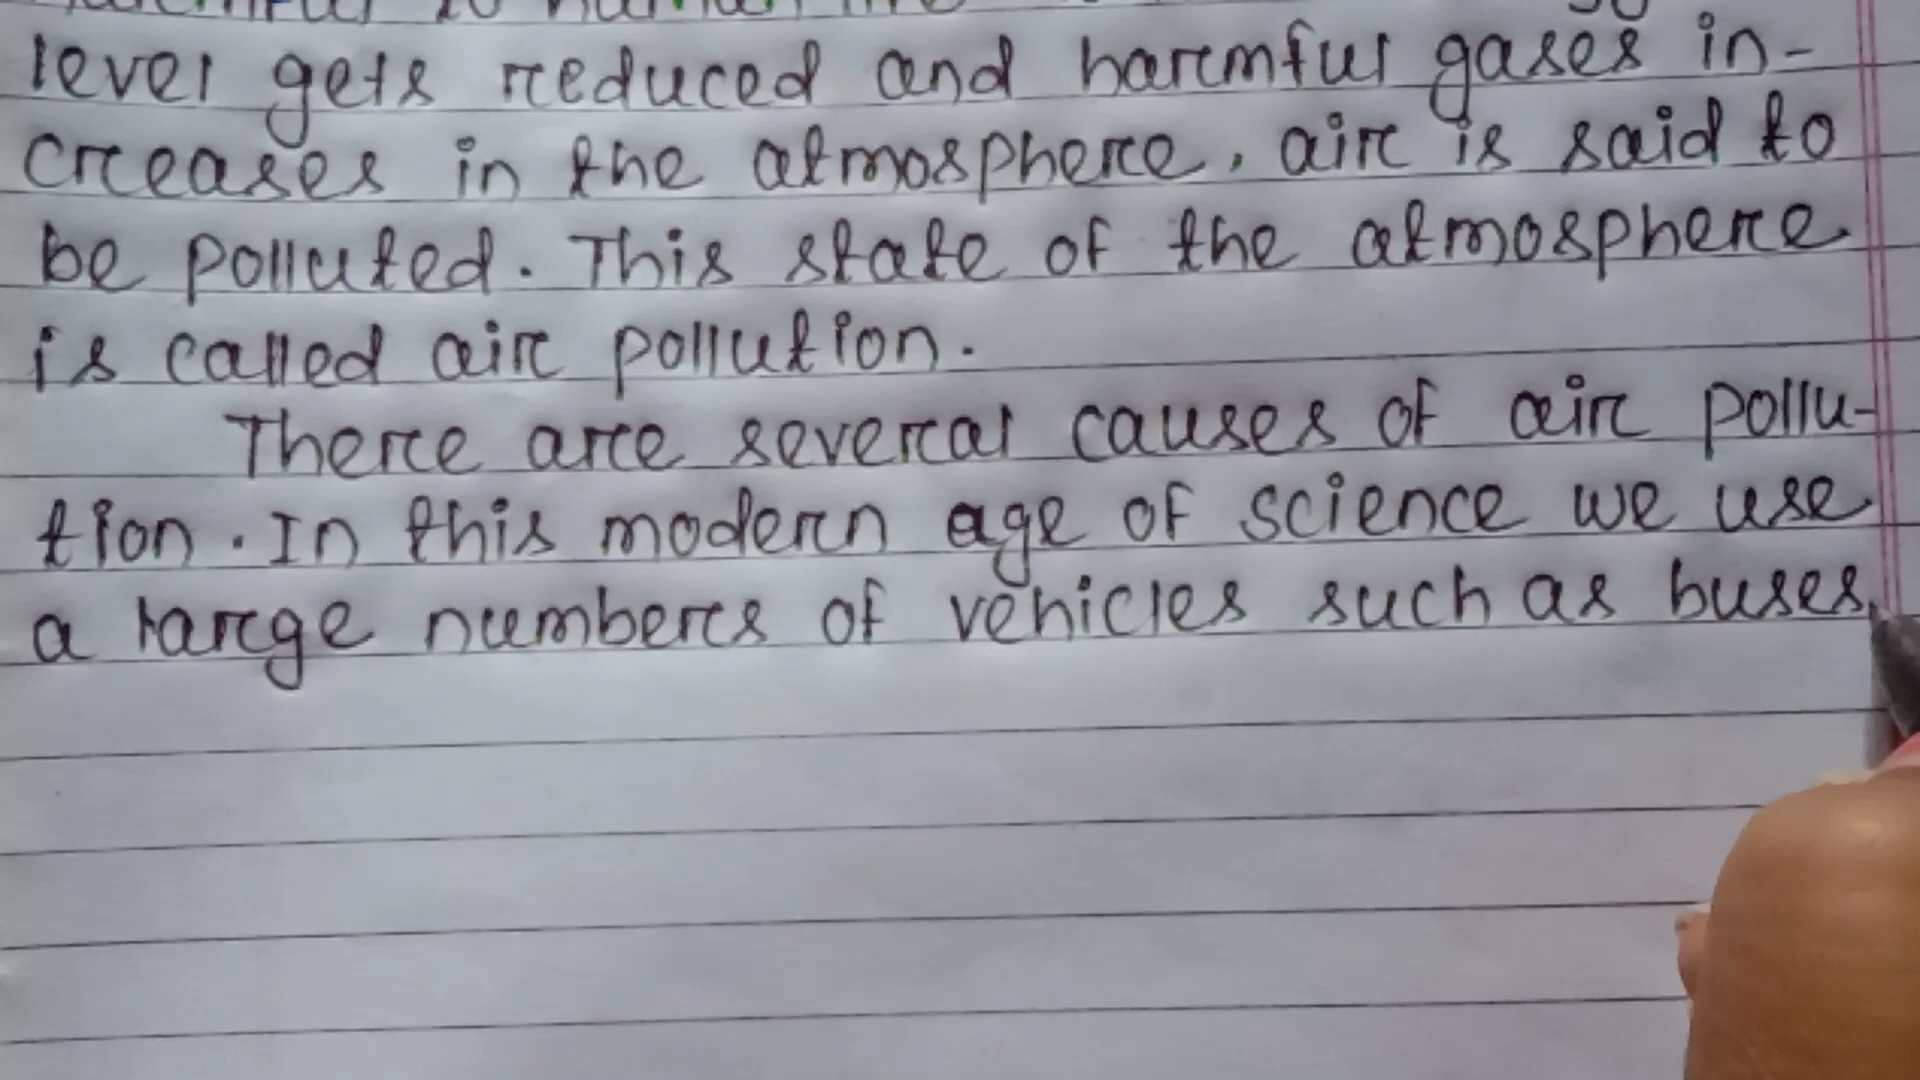 to human
level gets reduced and harmful gases in-
creases in the atmosphere, air is said to
be polluted. This state of the atmosphere
is called air pollution.
There are several causes of air pollu-
tion. In this modern age of science we use
a large numbers of vehicles such as buses,